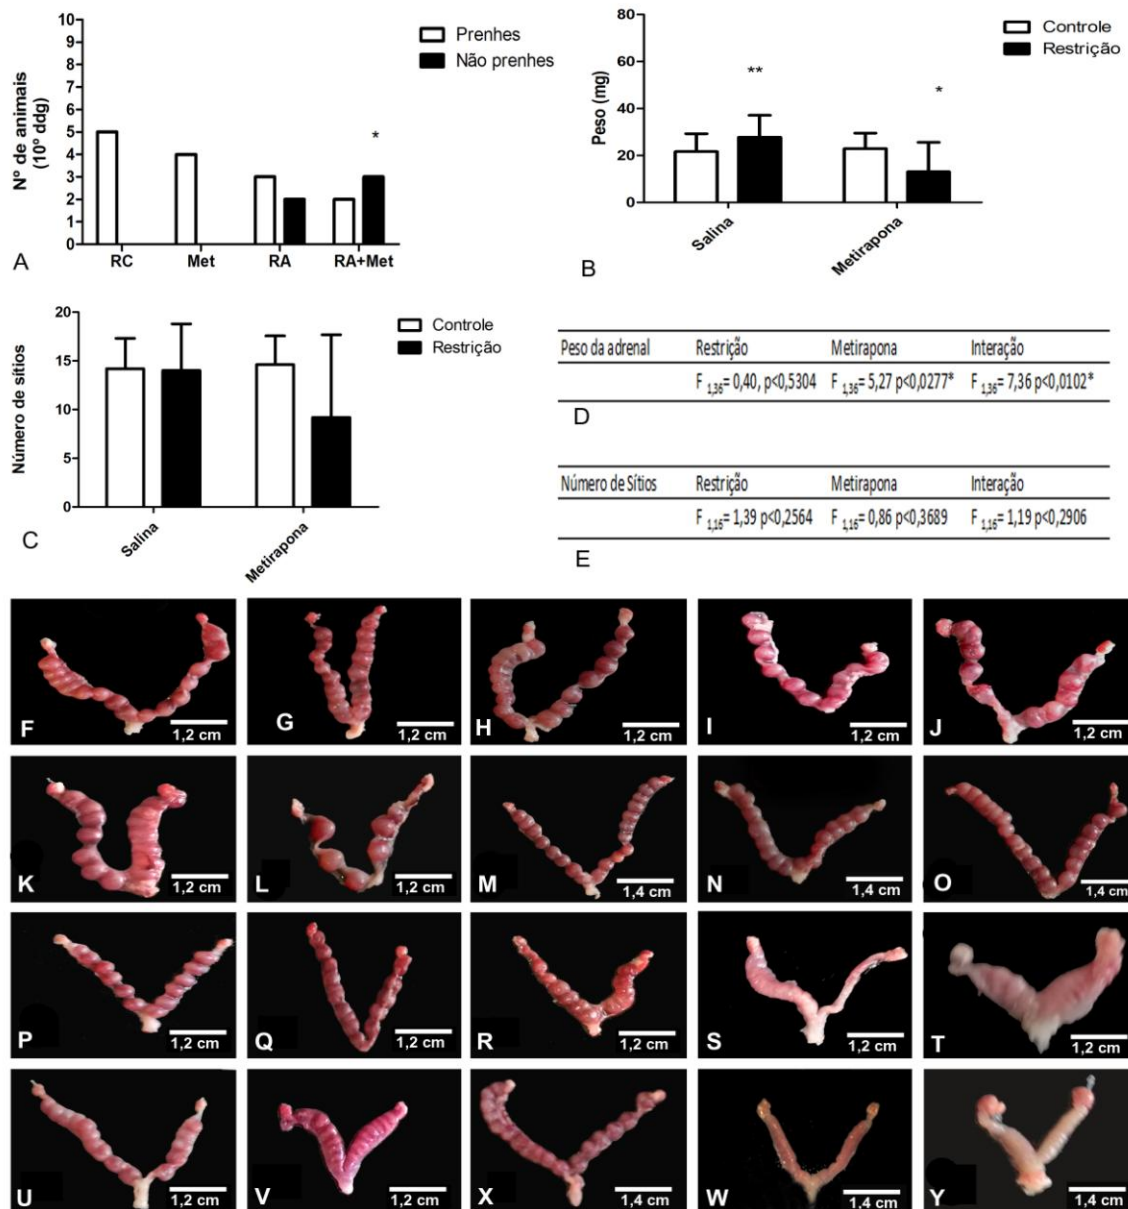 10
9
8
7
6
5
4
3
2
1
0
Nº de animais
(10º ddg)
Prenhes
Não prenhes
*
RC Met RA RA+Met
A
80
60
40
20
0
Peso (mg)
Controle
Restrição
**
*
Salina
Metirapona
B
20
15
10
5
0
Número de sítios
Controle
Restrição
Salina
Metirapona
C
Peso da adrenal Restrição Metirapona Interação
F 1,36= 0,40, p<0,5304 F 1,36= 5,27 p<0,0277* F 1,36= 7,36 p<0,0102*
D
Número de Sítios Restrição Metirapona Interação
F 1,16= 1,39 p<0,2564 F 1,16= 0,86 p<0,3689 F 1,16= 1,19 p<0,2906
E
F 1,2 cm
G 1,2 cm
H 1,2 cm
I 1,2 cm
J 1,2 cm
K 1,2 cm
L 1,2 cm
M 1,4 cm
N 1,4 cm
O 1,4 cm
P 1,2 cm
Q 1,2 cm
R 1,2 cm
S 1,2 cm
T 1,2 cm
U 1,2 cm
V 1,2 cm
X 1,4 cm
W 1,4 cm
Y 1,4 cm